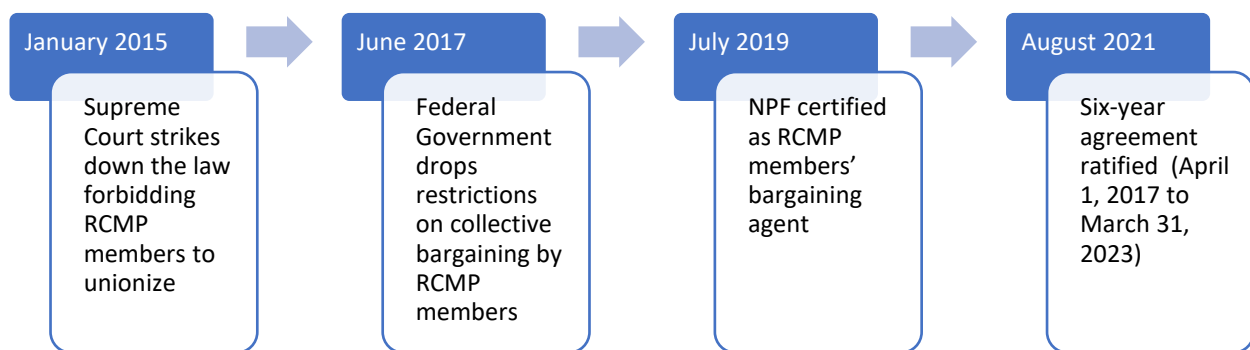 January 2015
Supreme
Court strikes
down the law
forbidding
RCMP
members to
unionize
June 2017
Federal
Government
drops
restrictions
on collective
bargaining by
RCMP
members
July 2019
NPF certified
as RCMP
members’
bargaining
agent
August 2021
Six-year
agreement
ratified  (April
1, 2017 to
March 31,
2023)